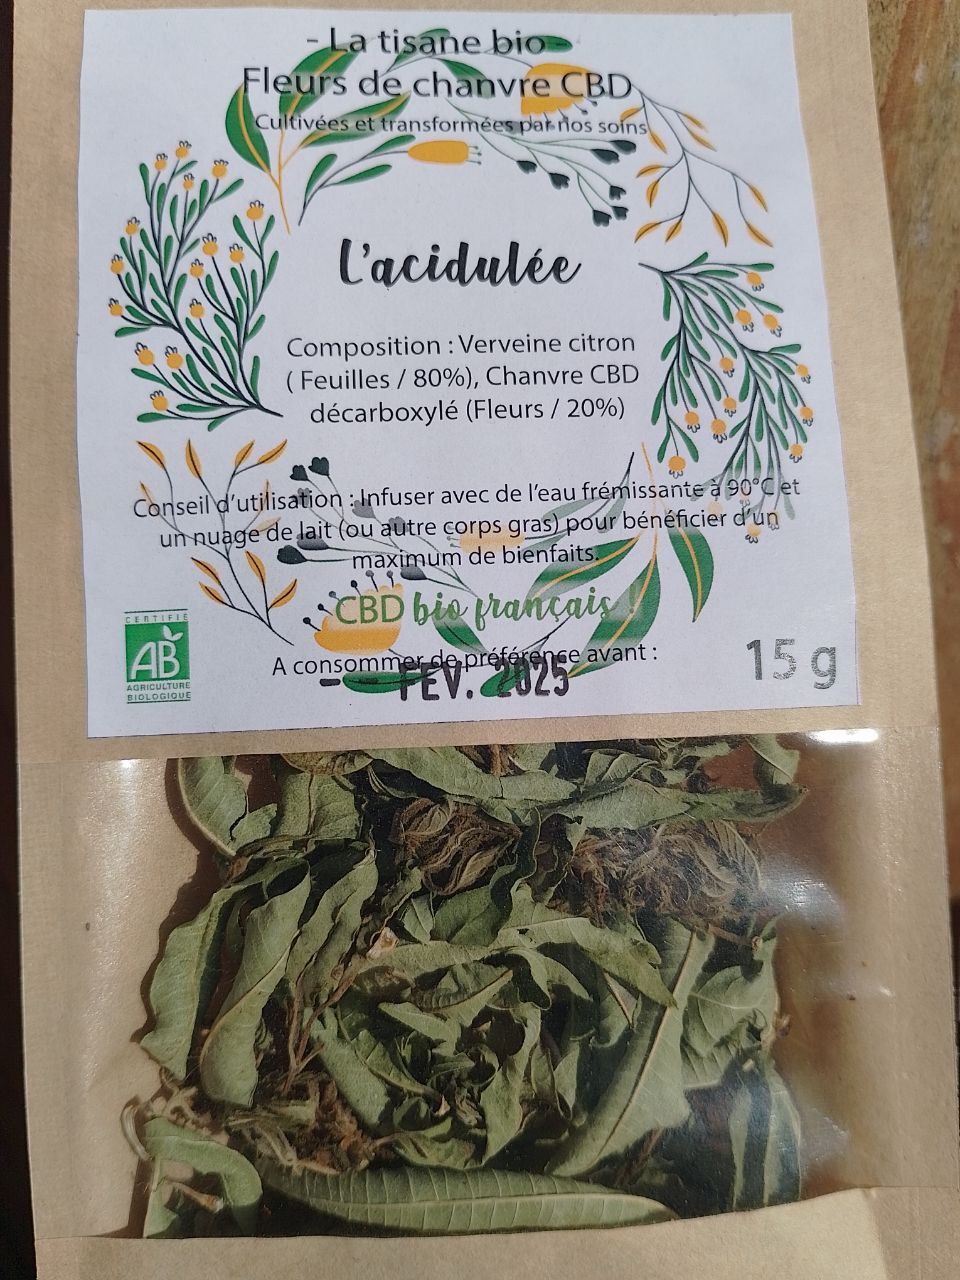 - La tisane bio -
Fleurs de chanvre CBD
Cultivées et transformées par nos soins
L'acidulée
Composition : Verveine citron
( Feuilles / 80%), Chanvre CBD
décarboxylé (Fleurs / 20%)
Conseil d'utilisation : Infuser avec de l'eau frémissante à 90°C et
un nuage de lait (ou autre corps gras) pour bénéficier d'un
maximum de bienfaits.
CBD bio français !
CERTIFIÉ
AB
AGRICULTURE
BIOLOGIQUE
A consommer de préférence avant :
FEV. 2025
15 g